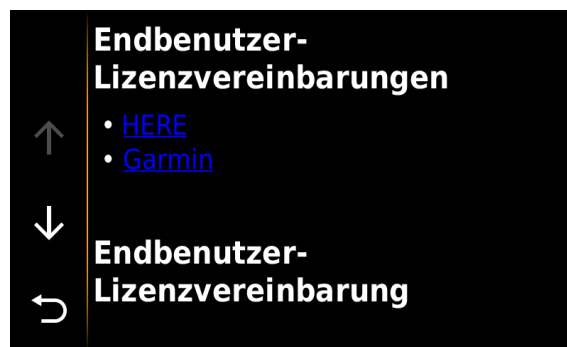 Endbenutzer-
Lizenzvereinbarungen
• HERE
• Garmin
Endbenutzer-
Lizenzvereinbarung